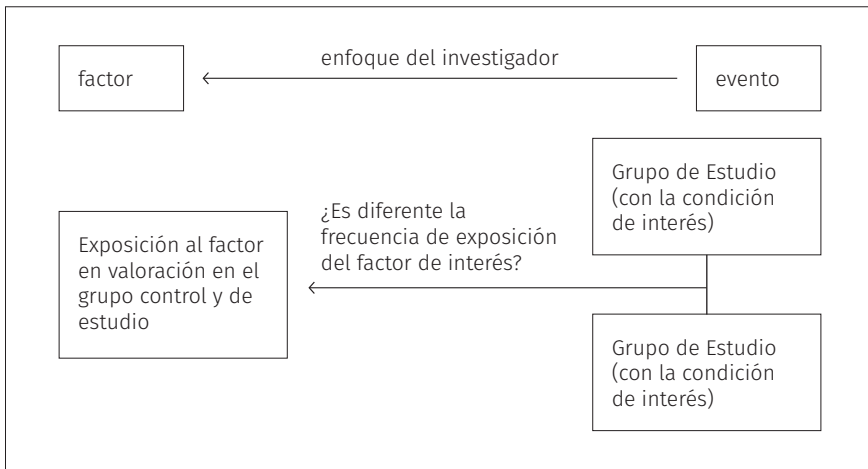 factor
enfoque del investigador
evento
Grupo de Estudio
(con la condición
de interés)
¿Es diferente la
frecuencia de exposición
del factor de interés?
Exposición al factor
en valoración en el
grupo control y de
estudio
Grupo de Estudio
(con la condición
de interés)